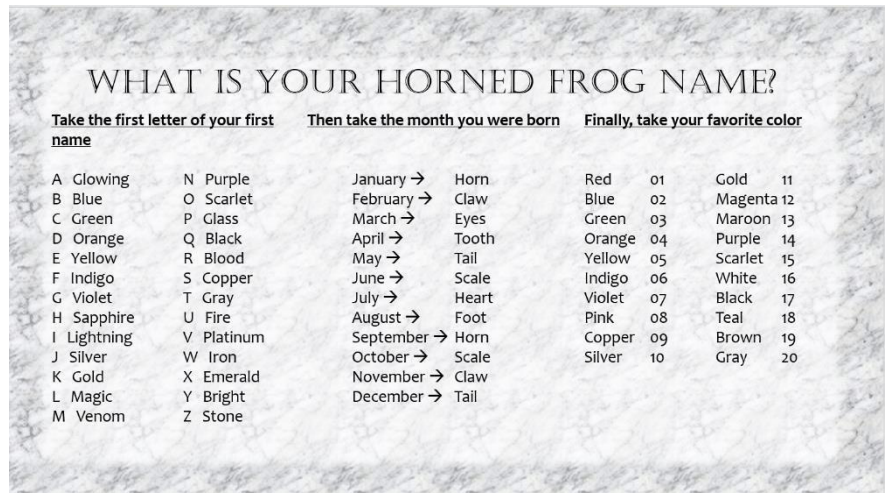 WHAT IS YOUR HORNED FROG NAME?
Take the first letter of your first
name
A Glowing
B Blue
C Green
D Orange
E Yellow
F Indigo
G Violet
H Sapphire
I Lightning
J Silver
K Gold
L Magic
M Venom
N Purple
O Scarlet
P Glass
Q Black
R Blood
S Copper
T Gray
U Fire
V Platinum
W Iron
X Emerald
Y Bright
Z Stone
Then take the month you were born
January → Horn
February → Claw
March → Eyes
April → Tooth
May → Tail
June → Scale
July → Heart
August → Foot
September → Horn
October → Scale
November → Claw
December → Tail
Finally, take your favorite color
Red 01
Blue 02
Green 03
Orange 04
Yellow 05
Indigo 06
Violet 07
Pink 08
Copper 09
Silver 10
Gold 11
Magenta 12
Maroon 13
Purple 14
Scarlet 15
White 16
Black 17
Teal 18
Brown 19
Gray 20